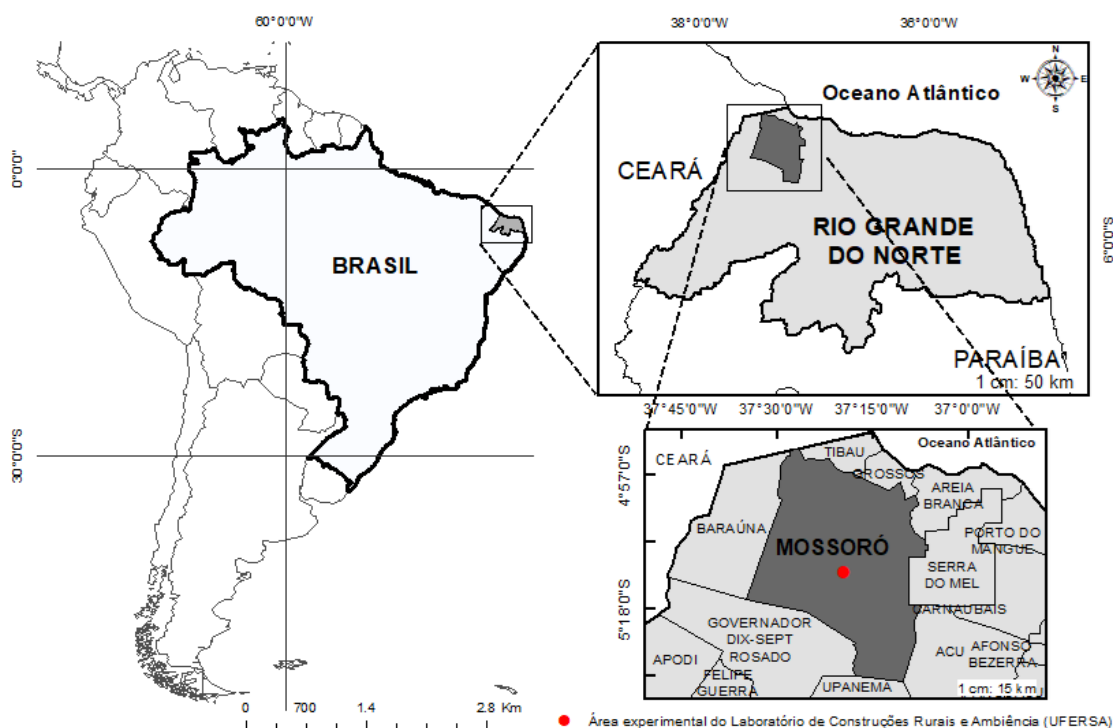 60°0'0"W
0°0'0"
30°0'0"S
BRASIL
0 700 1.4 2.8 Km
38°0'0"W 36°0'0"W
N
W E
S
Oceano Atlântico
CEARÁ
RIO GRANDE
DO NORTE
6°0'0"S
PARAÍBA
1 cm: 50 km
37°45'0"W 37°30'0"W 37°15'0"W 37°0'0"W
4°57'0"S
5°18'0"S
CEARÁ
Oceano Atlântico
TIBAU
GROSSOS
AREIA
BRANCA
BARAÚNA
PORTO DO
MANGUE
MOSSORÓ
SERRA
DO MEL
CARNAUBAIS
GOVERNADOR
DIX-SEPT
ROSADO
ACU
AFONSO
BEZERRA
APODI
FELIPE
GUERRA
UPANEMA
1 cm: 15 km
Área experimental do Laboratório de Construções Rurais e Ambiência (UFERSA)